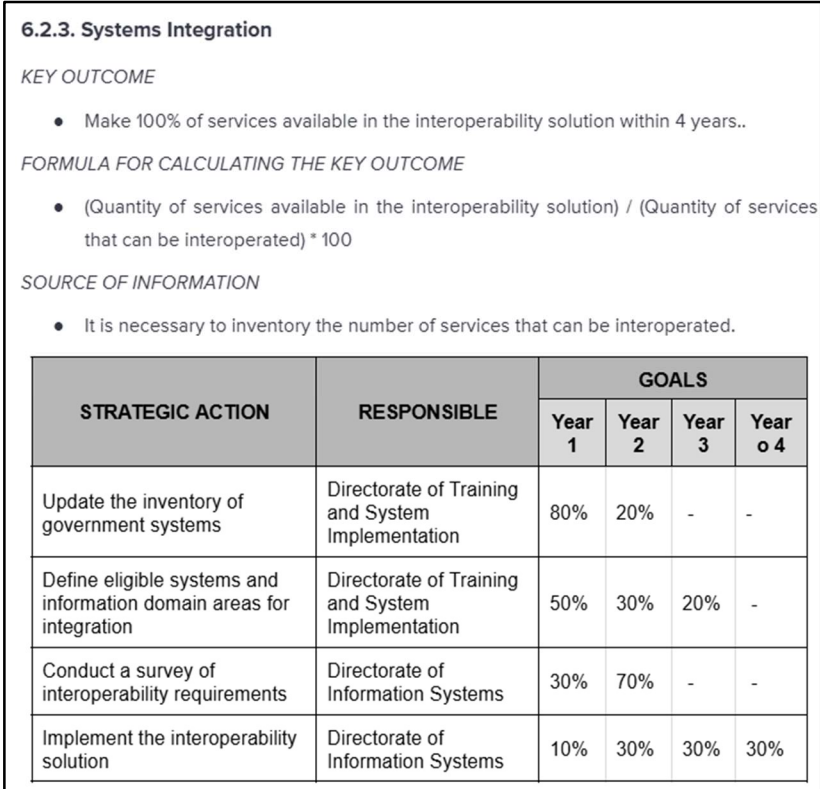 6.2.3. Systems Integration
KEY OUTCOME
● Make 100% of services available in the interoperability solution within 4 years..
FORMULA FOR CALCULATING THE KEY OUTCOME
● (Quantity of services available in the interoperability solution) / (Quantity of services
that can be interoperated) * 100
SOURCE OF INFORMATION
● It is necessary to inventory the number of services that can be interoperated.
STRATEGIC ACTION
RESPONSIBLE
GOALS
Year 1
Year 2
Year 3
Year o 4
Update the inventory of
government systems
Directorate of Training
and System
Implementation
80% 20% - -
Define eligible systems and
information domain areas for
integration
Directorate of Training
and System
Implementation
50% 30% 20% -
Conduct a survey of
interoperability requirements
Directorate of
Information Systems
30% 70% - -
Implement the interoperability
solution
Directorate of
Information Systems
10% 30% 30% 30%